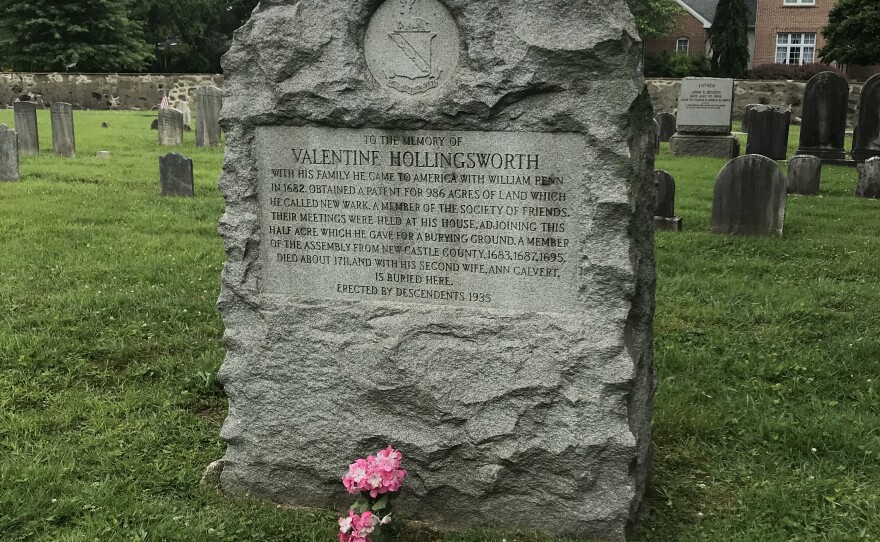 TO THE MEMORY OF
VALENTINE HOLLINGSWORTH
WITH HIS FAMILY HE CAME TO AMERICA WITH WILLIAM PENN
IN 1682. OBTAINED A PATENT FOR 986 ACRES OF LAND WHICH
HE CALLED NEW WARK. A MEMBER OF THE SOCIETY OF FRIENDS.
THEIR MEETINGS WERE HELD AT HIS HOUSE, ADJOINING THIS
HALF ACRE WHICH HE GAVE FOR A BURYING GROUND. A MEMBER
OF THE ASSEMBLY FROM NEW CASTLE COUNTY, 1683, 1687, 1695.
DIED ABOUT 1711, AND WITH HIS SECOND WIFE, ANN CALVERT,
IS BURIED HERE.
ERECTED BY DESCENDENTS 1935